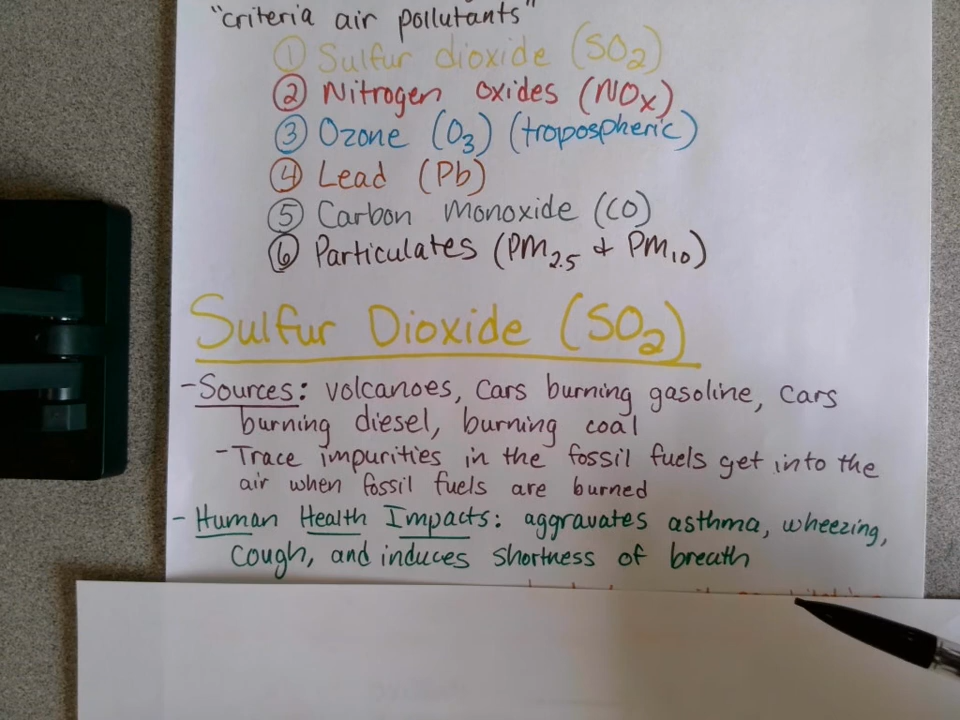 "criteria air pollutants"
① Sulfur dioxide (SO₂)
② Nitrogen oxides (NOx)
③ Ozone (O₃) (tropospheric)
④ Lead (Pb)
⑤ Carbon Monoxide (CO)
⑥ Particulates (PM₂.₅ & PM₁₀)
Sulfur Dioxide (SO₂)
- Sources: volcanoes, cars burning gasoline, cars
burning diesel, burning coal
- Trace impurities in the fossil fuels get into the
air when fossil fuels are burned
- Human Health Impacts: aggravates asthma, wheezing,
cough, and induces shortness of breath